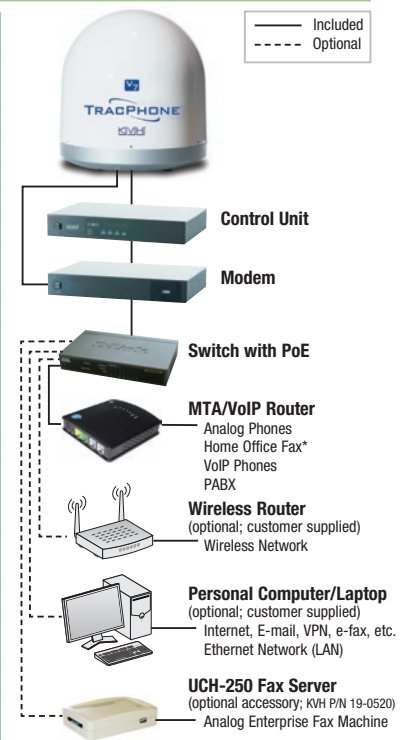 Included
Optional
V7
TRACPHONE
KVH
Control Unit
Modem
Switch with PoE
MTA/VoIP Router
Analog Phones
Home Office Fax*
VoIP Phones
PABX
Wireless Router
(optional; customer supplied)
Wireless Network
Personal Computer/Laptop
(optional; customer supplied)
Internet, E-mail, VPN, e-fax, etc.
Ethernet Network (LAN)
UCH-250 Fax Server
(optional accessory; KVH P/N 19-0520)
Analog Enterprise Fax Machine